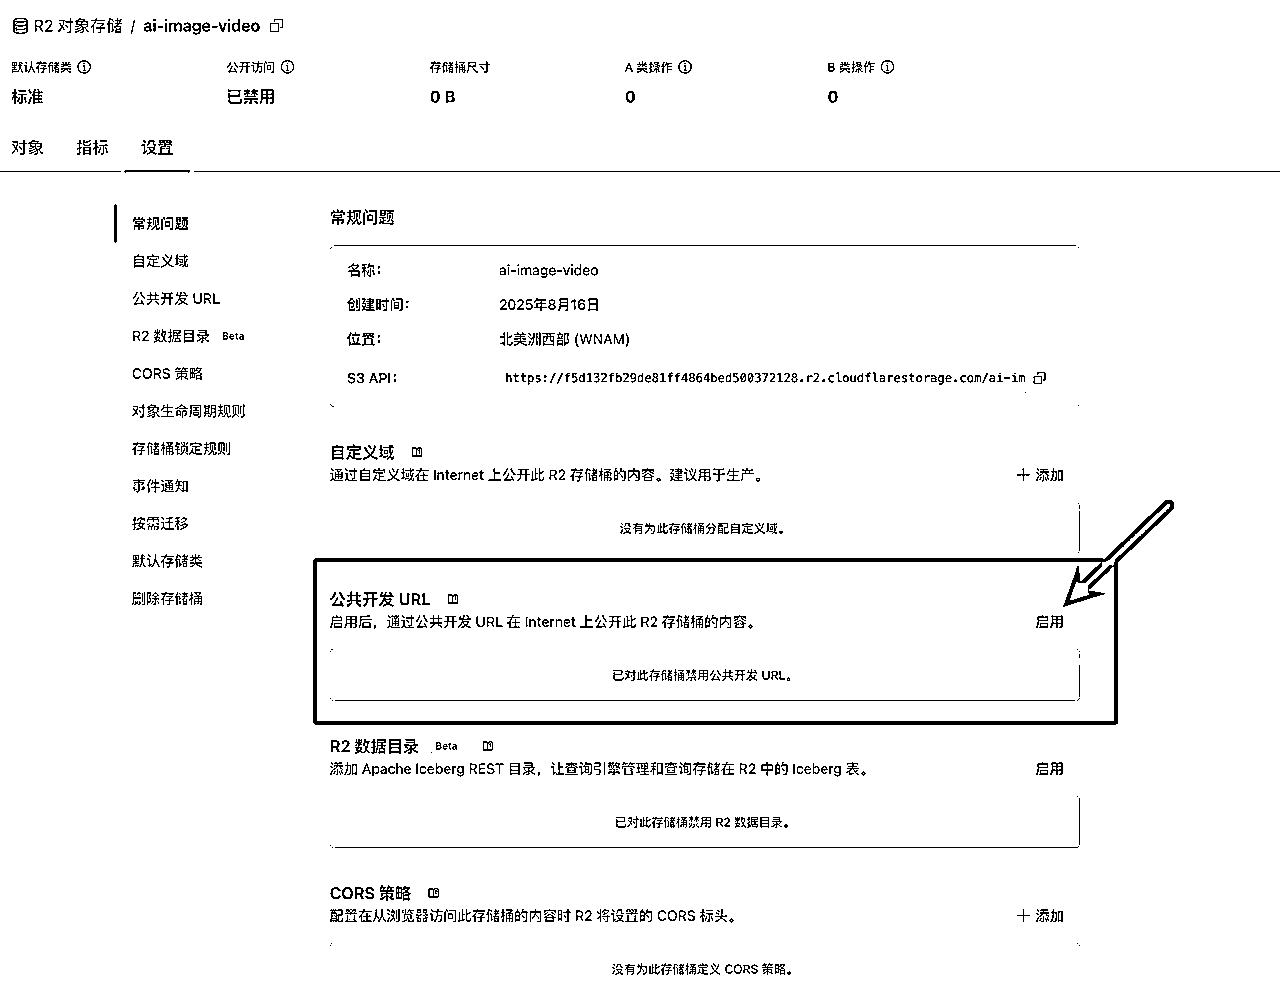 R2 对象存储 / ai-image-video
默认存储类 公开访问 存储桶尺寸 A 类操作 B 类操作
标准 已禁用 0 B 0 0
对象 指标 设置
常规问题
自定义域
公共开发 URL
R2 数据目录 Beta
CORS 策略
对象生命周期规则
存储桶锁定规则
事件通知
按需迁移
默认存储类
删除存储桶
常规问题
名称： ai-image-video
创建时间： 2025年8月16日
位置： 北美洲西部 (WNAM)
S3 API： https://f5d132fb29de81ff4864bed500372128.r2.cloudflarestorage.com/ai-im
自定义域
通过自定义域在 Internet 上公开此 R2 存储桶的内容。建议用于生产。 + 添加
没有为此存储桶分配自定义域。
公共开发 URL
启用后，通过公共开发 URL 在 Internet 上公开此 R2 存储桶的内容。 启用
已对此存储桶禁用公共开发 URL。
R2 数据目录 Beta
添加 Apache Iceberg REST 目录，让查询引擎管理和查询存储在 R2 中的 Iceberg 表。 启用
已对此存储桶禁用 R2 数据目录。
CORS 策略
配置在从浏览器访问此存储桶的内容时 R2 将设置的 CORS 标头。 + 添加
没有为此存储桶定义 CORS 策略。